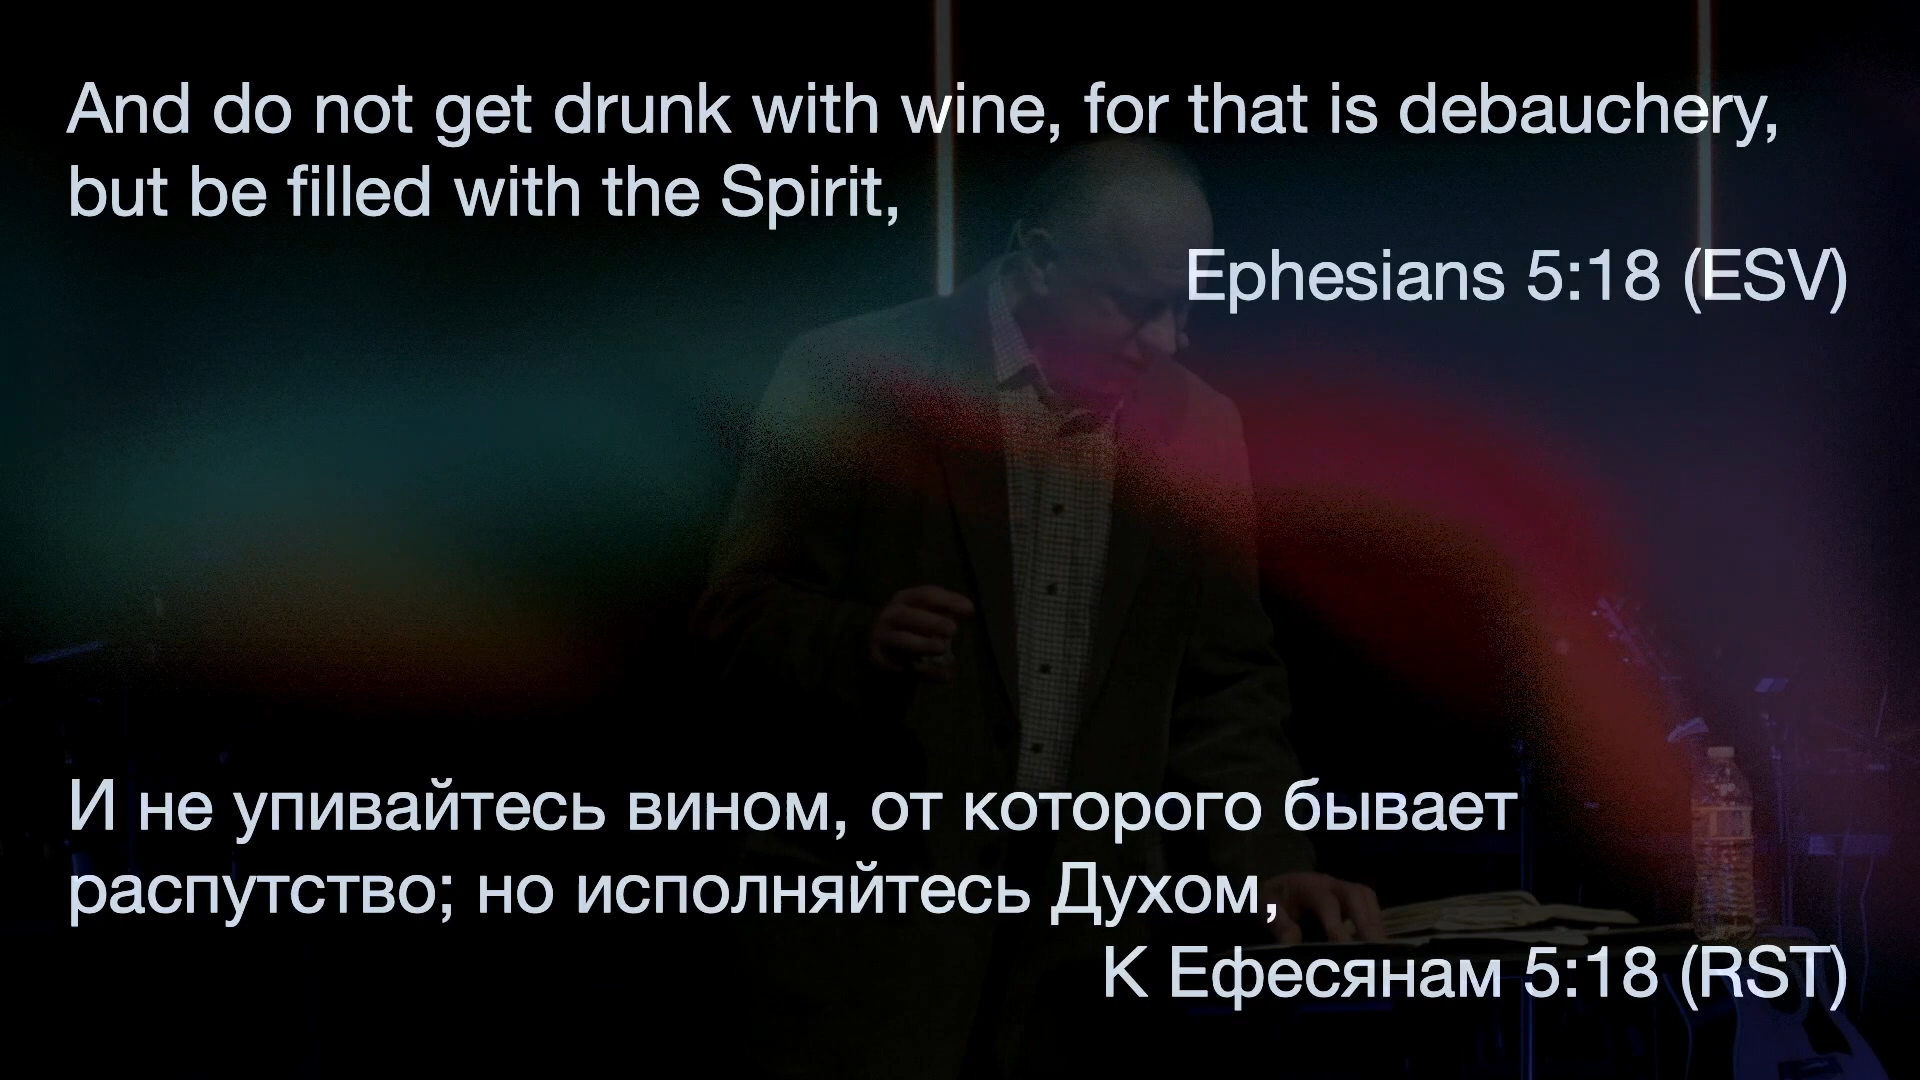 And do not get drunk with wine, for that is debauchery,
but be filled with the Spirit,
Ephesians 5:18 (ESV)
И не упивайтесь вином, от которого бывает
распутство; но исполняйтесь Духом,
К Ефесянам 5:18 (RST)